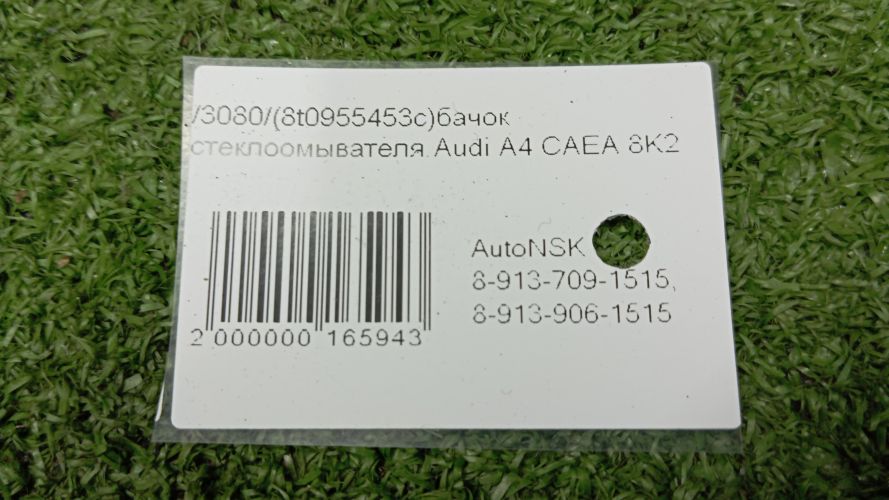 /3080/(8t0955453c)бачок
стеклоомывателя Audi A4 CAEA 8K2
AutoNSK
8-913-709-1515,
8-913-906-1515
2 000000 165943